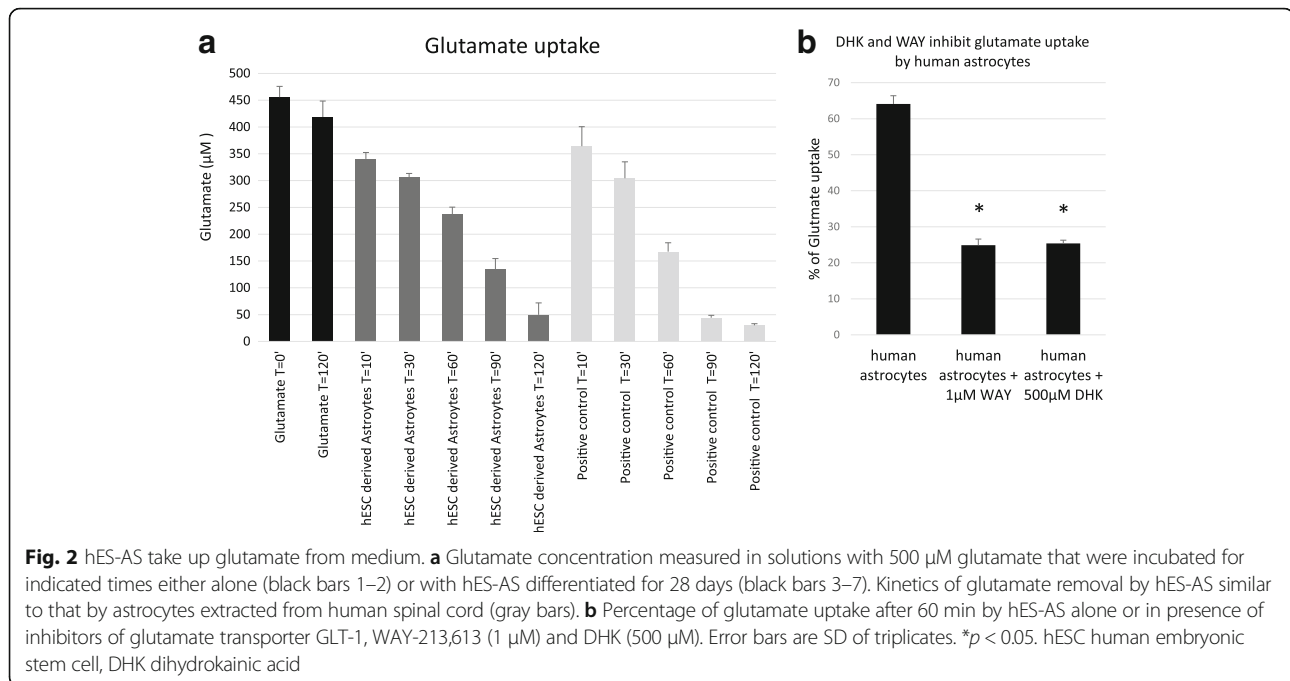 a
Glutamate uptake
500
450
400
350
300
250
200
150
100
50
0
Glutamate (µM )
Glutamate T=0'
Glutamate T=120'
hESC derived Astroytes T=10'
hESC derived Astroytes T=30'
hESC derived Astroytes T=60'
hESC derived Astroytes T=90'
hESC derived Astroytes T=120'
Positive control T=10'
Positive control T=30'
Positive control T=60'
Positive control T=90'
Positive control T=120'
b
DHK and WAY inhibit glutamate uptake
by human astrocytes
70
60
50
40
30
20
10
0
% of Glutmate uptake
*
*
human
astrocytes
human
astrocytes +
1µM WAY
human
astrocytes +
500µM DHK
Fig. 2 hES-AS take up glutamate from medium. a Glutamate concentration measured in solutions with 500 µM glutamate that were incubated for
indicated times either alone (black bars 1–2) or with hES-AS differentiated for 28 days (black bars 3–7). Kinetics of glutamate removal by hES-AS similar
to that by astrocytes extracted from human spinal cord (gray bars). b Percentage of glutamate uptake after 60 min by hES-AS alone or in presence of
inhibitors of glutamate transporter GLT-1, WAY-213,613 (1 µM) and DHK (500 µM). Error bars are SD of triplicates. *p < 0.05. hESC human embryonic
stem cell, DHK dihydrokainic acid